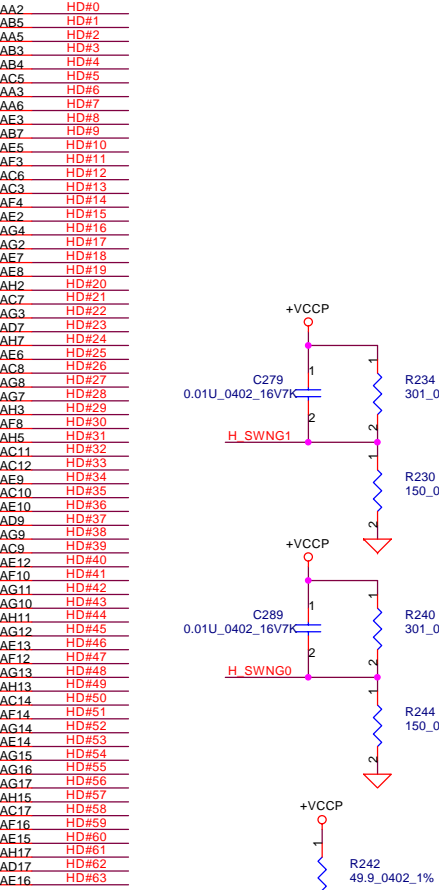 AA2 HD#0
AB5 HD#1
AA5 HD#2
AB3 HD#3
AB4 HD#4
AC5 HD#5
AA3 HD#6
AA6 HD#7
AE3 HD#8
AB7 HD#9
AE5 HD#10
AF3 HD#11
AC6 HD#12
AC3 HD#13
AF4 HD#14
AE2 HD#15
AG4 HD#16
AG2 HD#17
AE7 HD#18
AE8 HD#19
AH2 HD#20
AC7 HD#21
AG3 HD#22
AD7 HD#23
AH7 HD#24
AE6 HD#25
AC8 HD#26
AG8 HD#27
AG7 HD#28
AH3 HD#29
AF8 HD#30
AH5 HD#31
AC11 HD#32
AC12 HD#33
AE9 HD#34
AC10 HD#35
AE10 HD#36
AD9 HD#37
AG9 HD#38
AC9 HD#39
AE12 HD#40
AF10 HD#41
AG11 HD#42
AG10 HD#43
AH11 HD#44
AG12 HD#45
AE13 HD#46
AF12 HD#47
AG13 HD#48
AH13 HD#49
AC14 HD#50
AF14 HD#51
AG14 HD#52
AE14 HD#53
AG15 HD#54
AG16 HD#55
AG17 HD#56
AH15 HD#57
AC17 HD#58
AF16 HD#59
AE15 HD#60
AH17 HD#61
AD17 HD#62
AE16 HD#63
+VCCP
1
1
C279
0.01U_0402_16V7K
R234
301_0
2
2
H_SWNG1
1
R230
150_0
2
+VCCP
1
1
C289
0.01U_0402_16V7K
R240
301_0
2
2
H_SWNG0
1
R244
150_0
2
+VCCP
1
R242
49.9_0402_1%